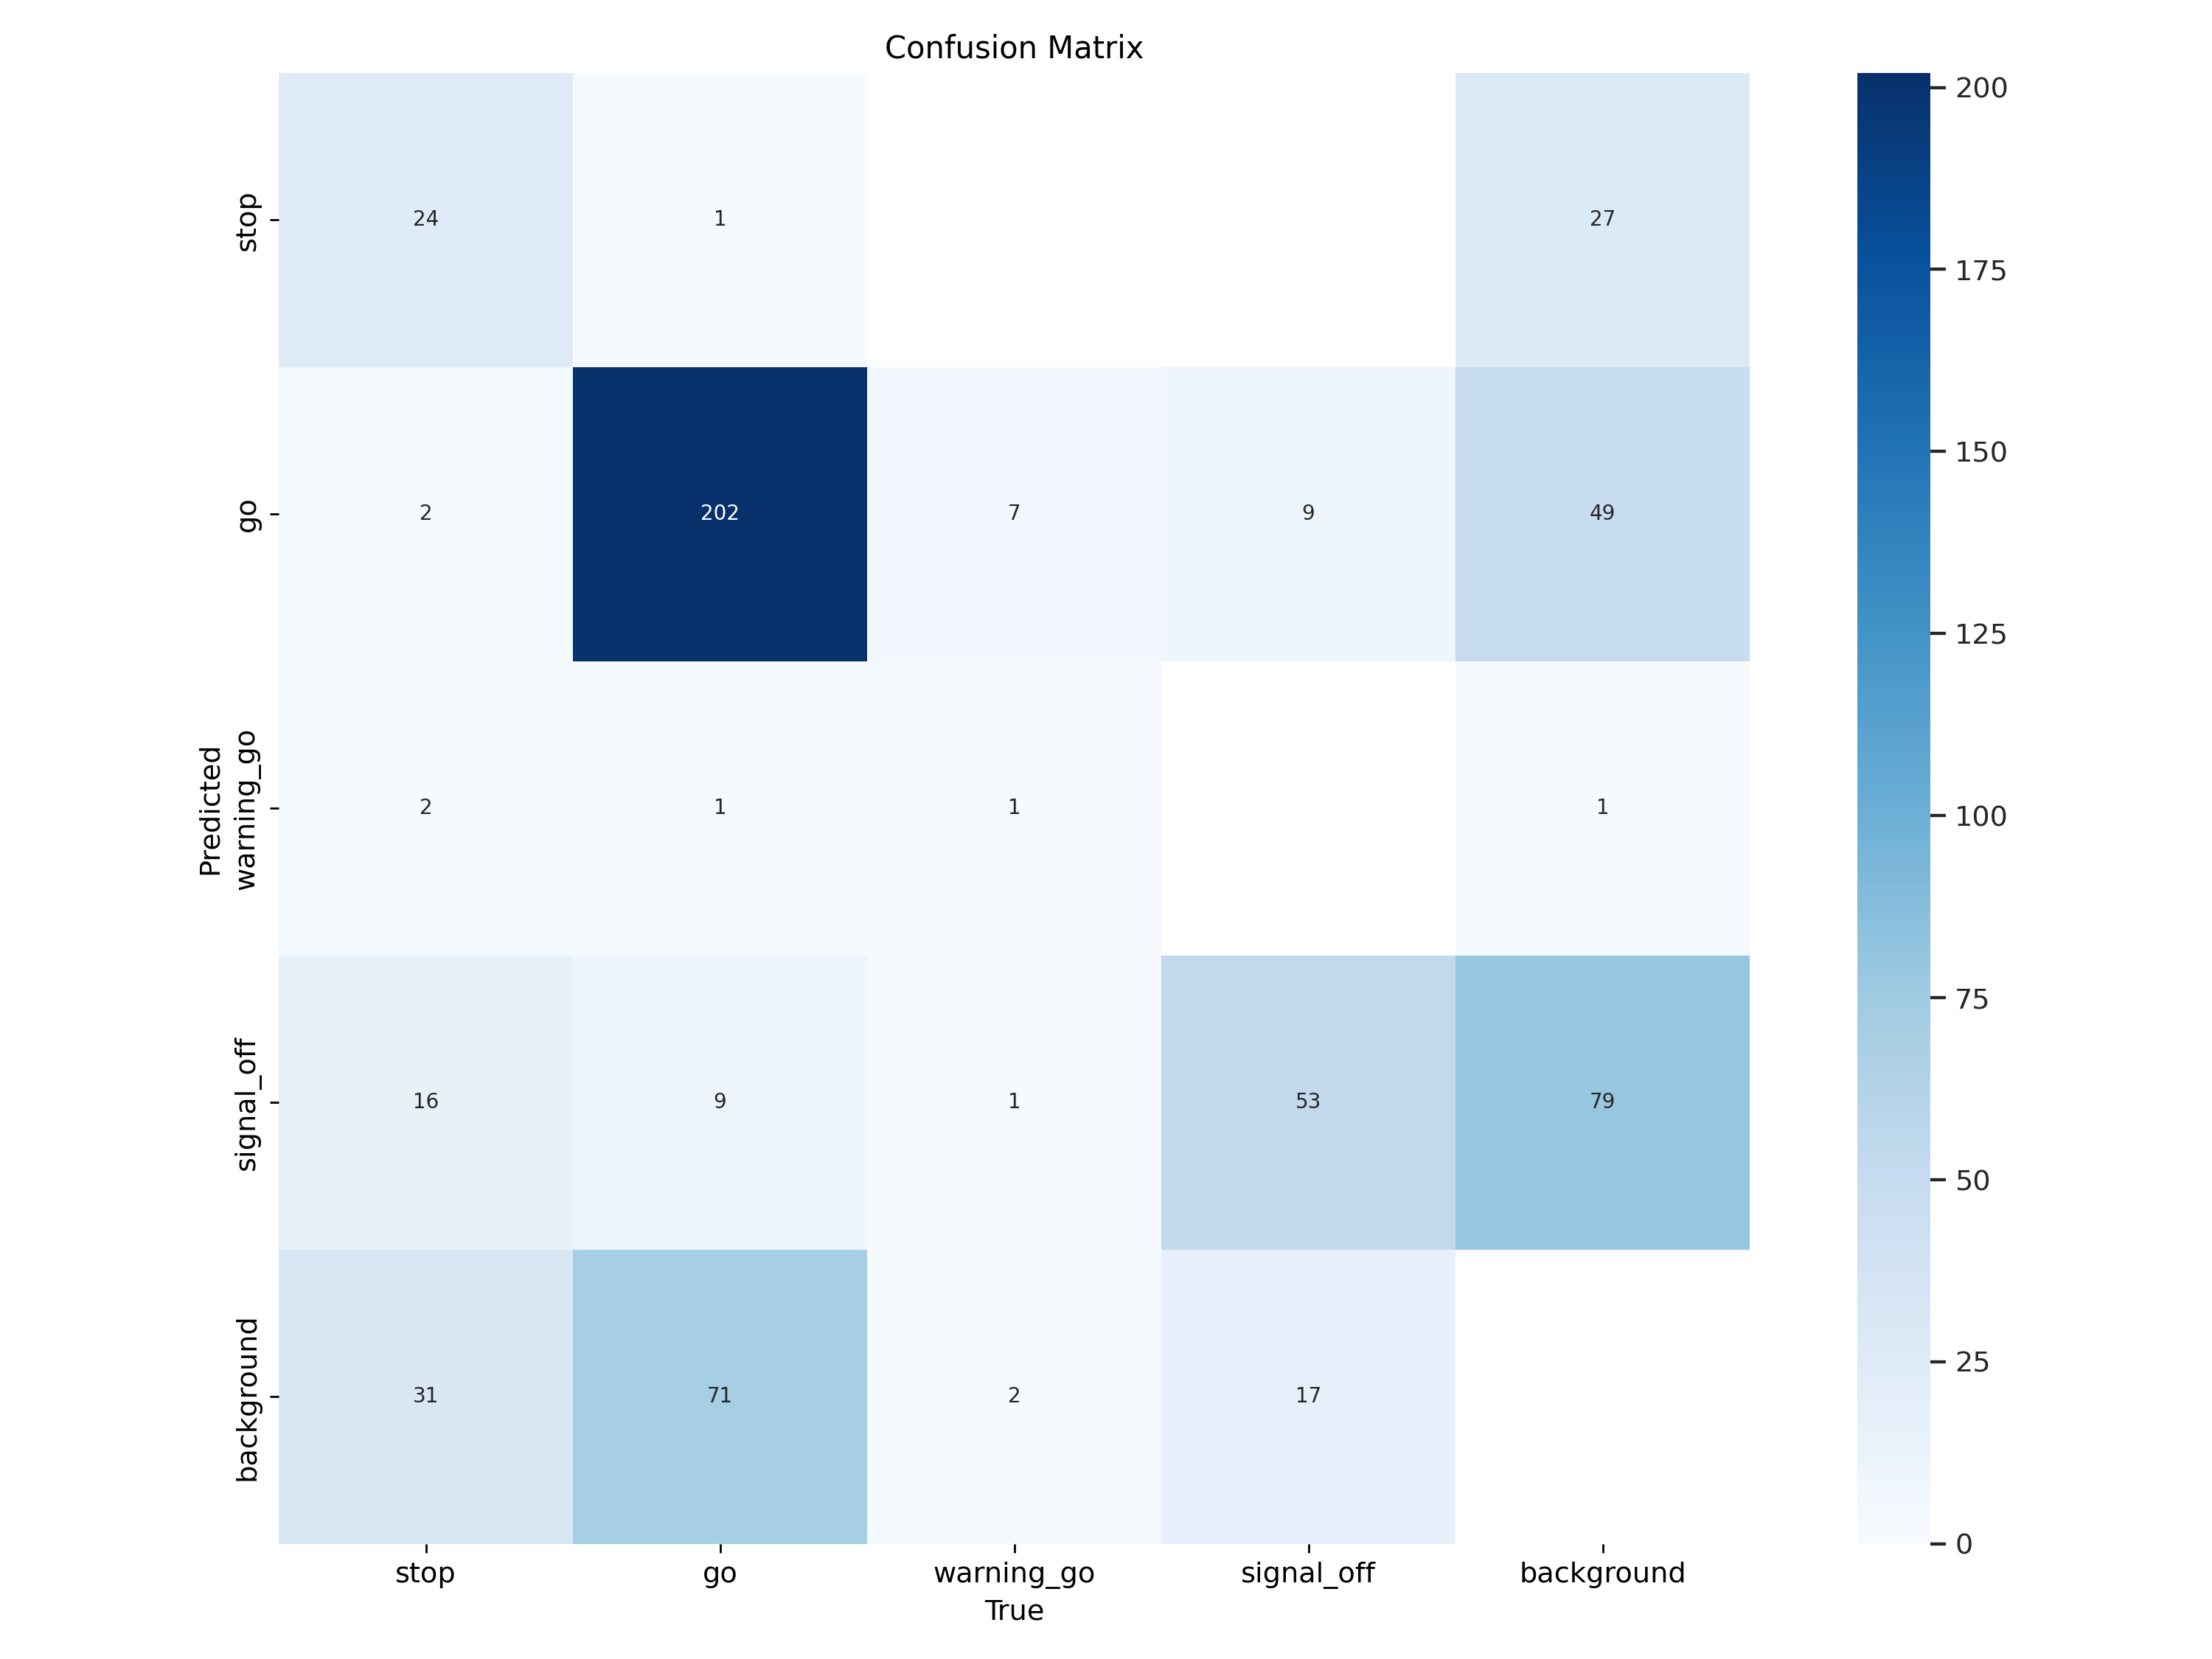 Confusion Matrix
stop
24
1
27
go
2
202
7
9
49
Predicted
warning_go
2
1
1
1
signal_off
16
9
1
53
79
background
31
71
2
17
stop
go
warning_go
signal_off
background
True
200
175
150
125
100
75
50
25
0